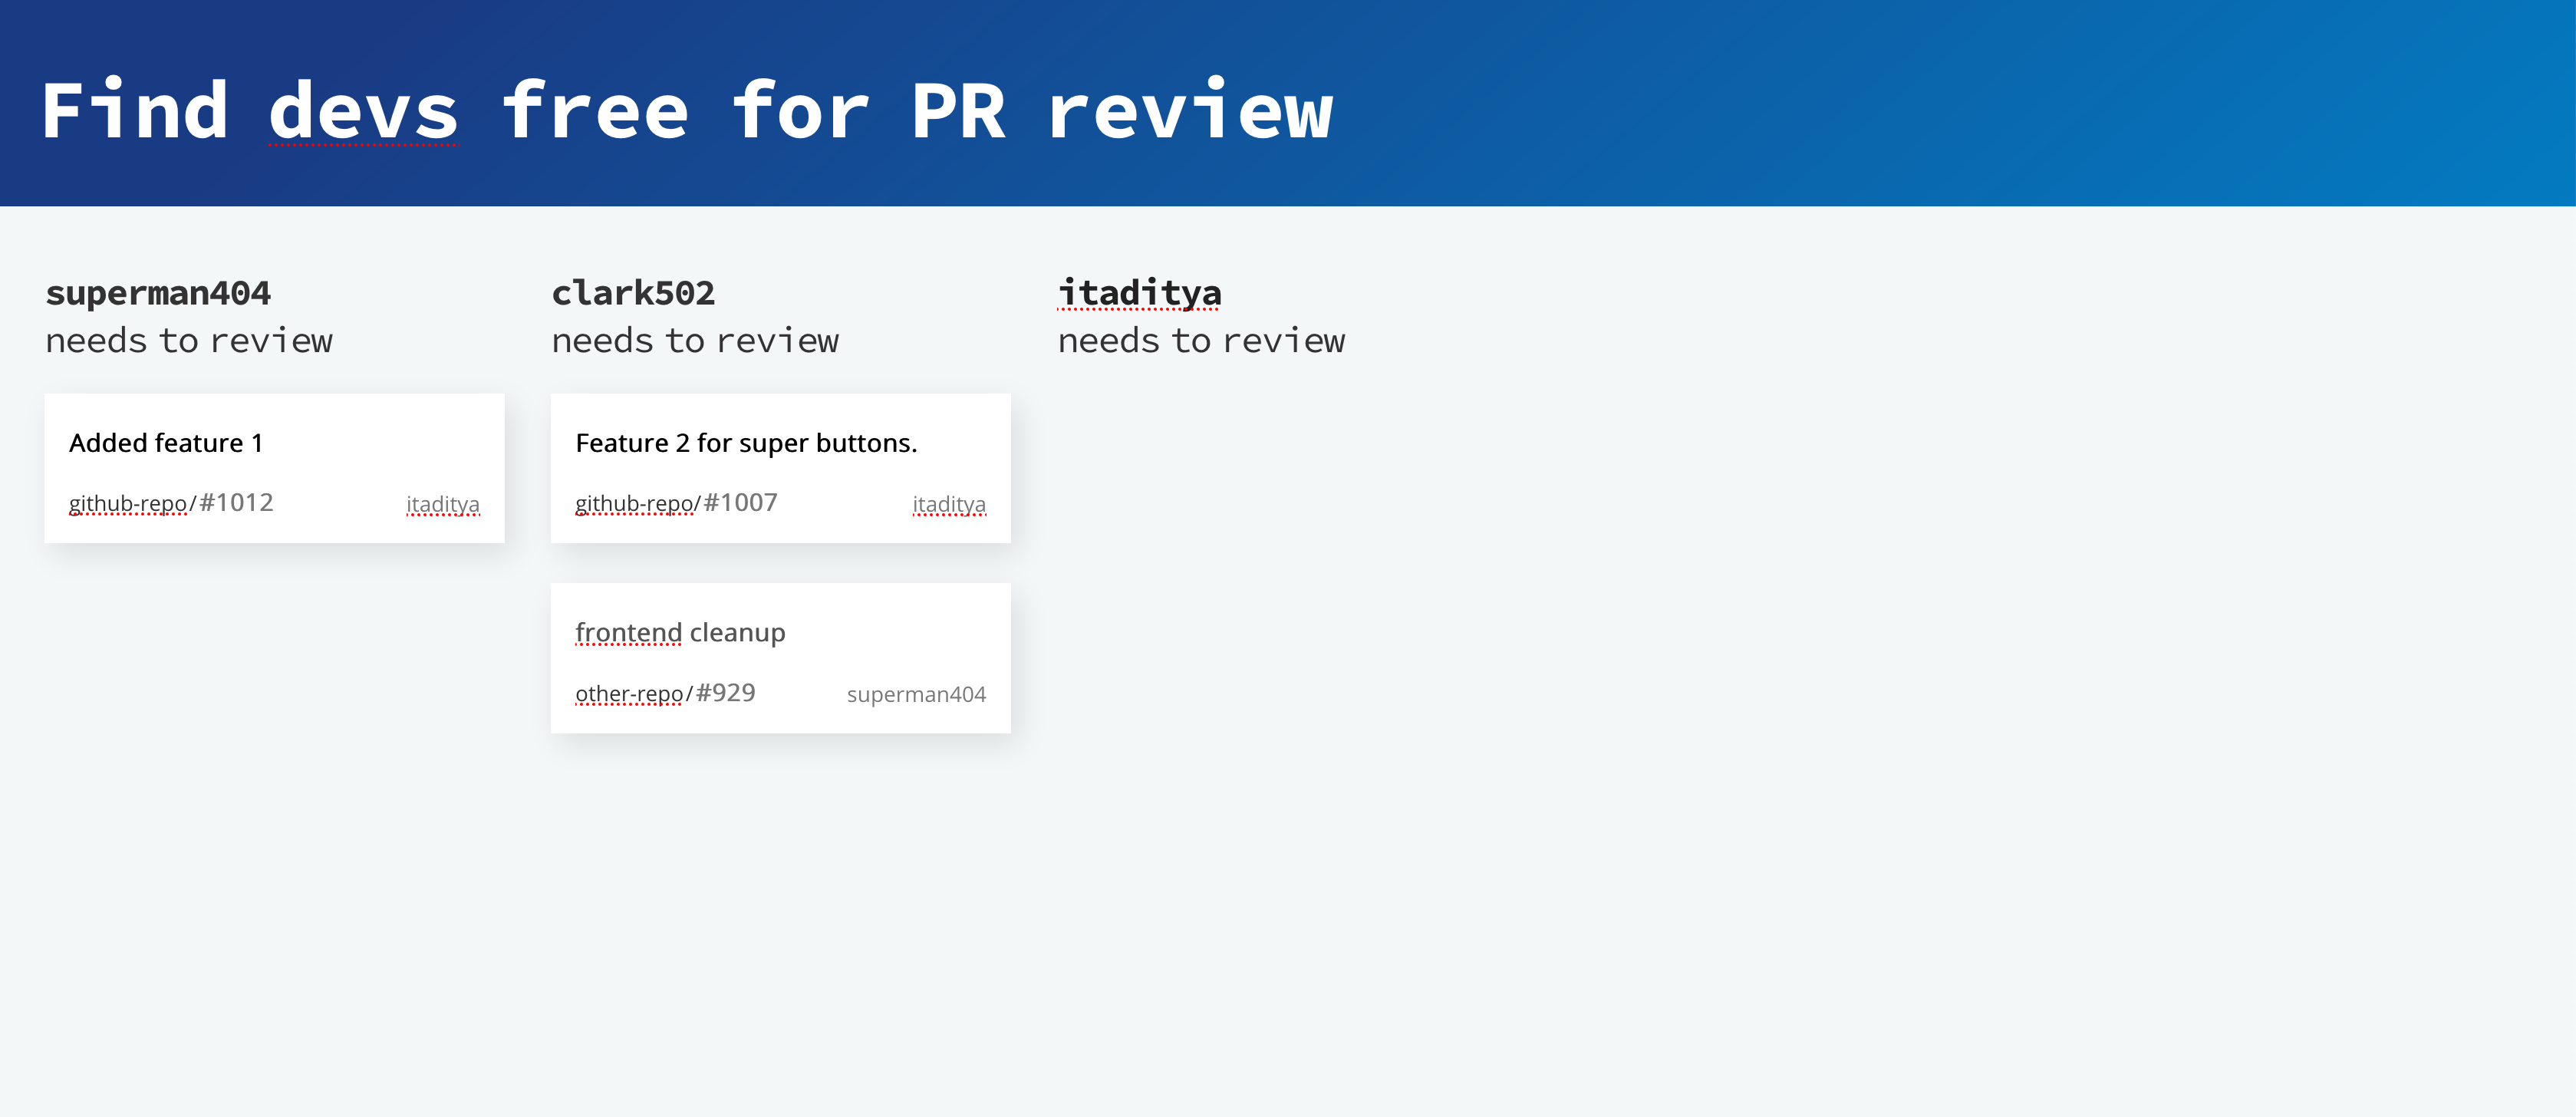 Find devs free for PR review
superman404
needs to review
Added feature 1
github-repo/#1012 itaditya
clark502
needs to review
Feature 2 for super buttons.
github-repo/#1007 itaditya
frontend cleanup
other-repo/#929 superman404
itaditya
needs to review